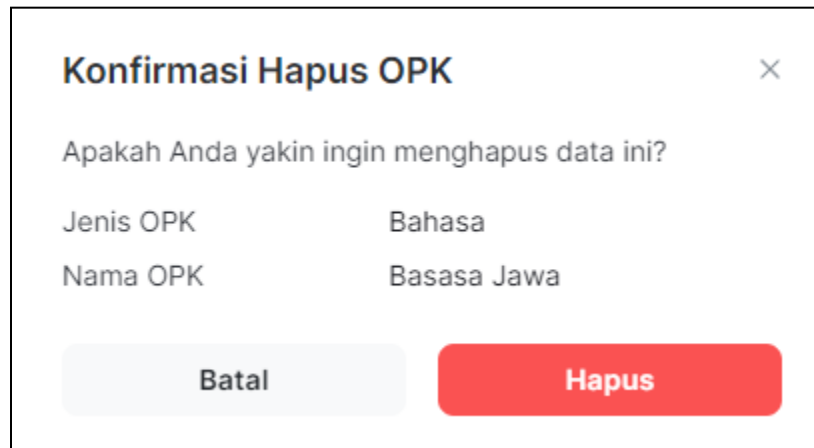 Konfirmasi Hapus OPK
Apakah Anda yakin ingin menghapus data ini?
Jenis OPK Bahasa
Nama OPK Basasa Jawa
Batal Hapus